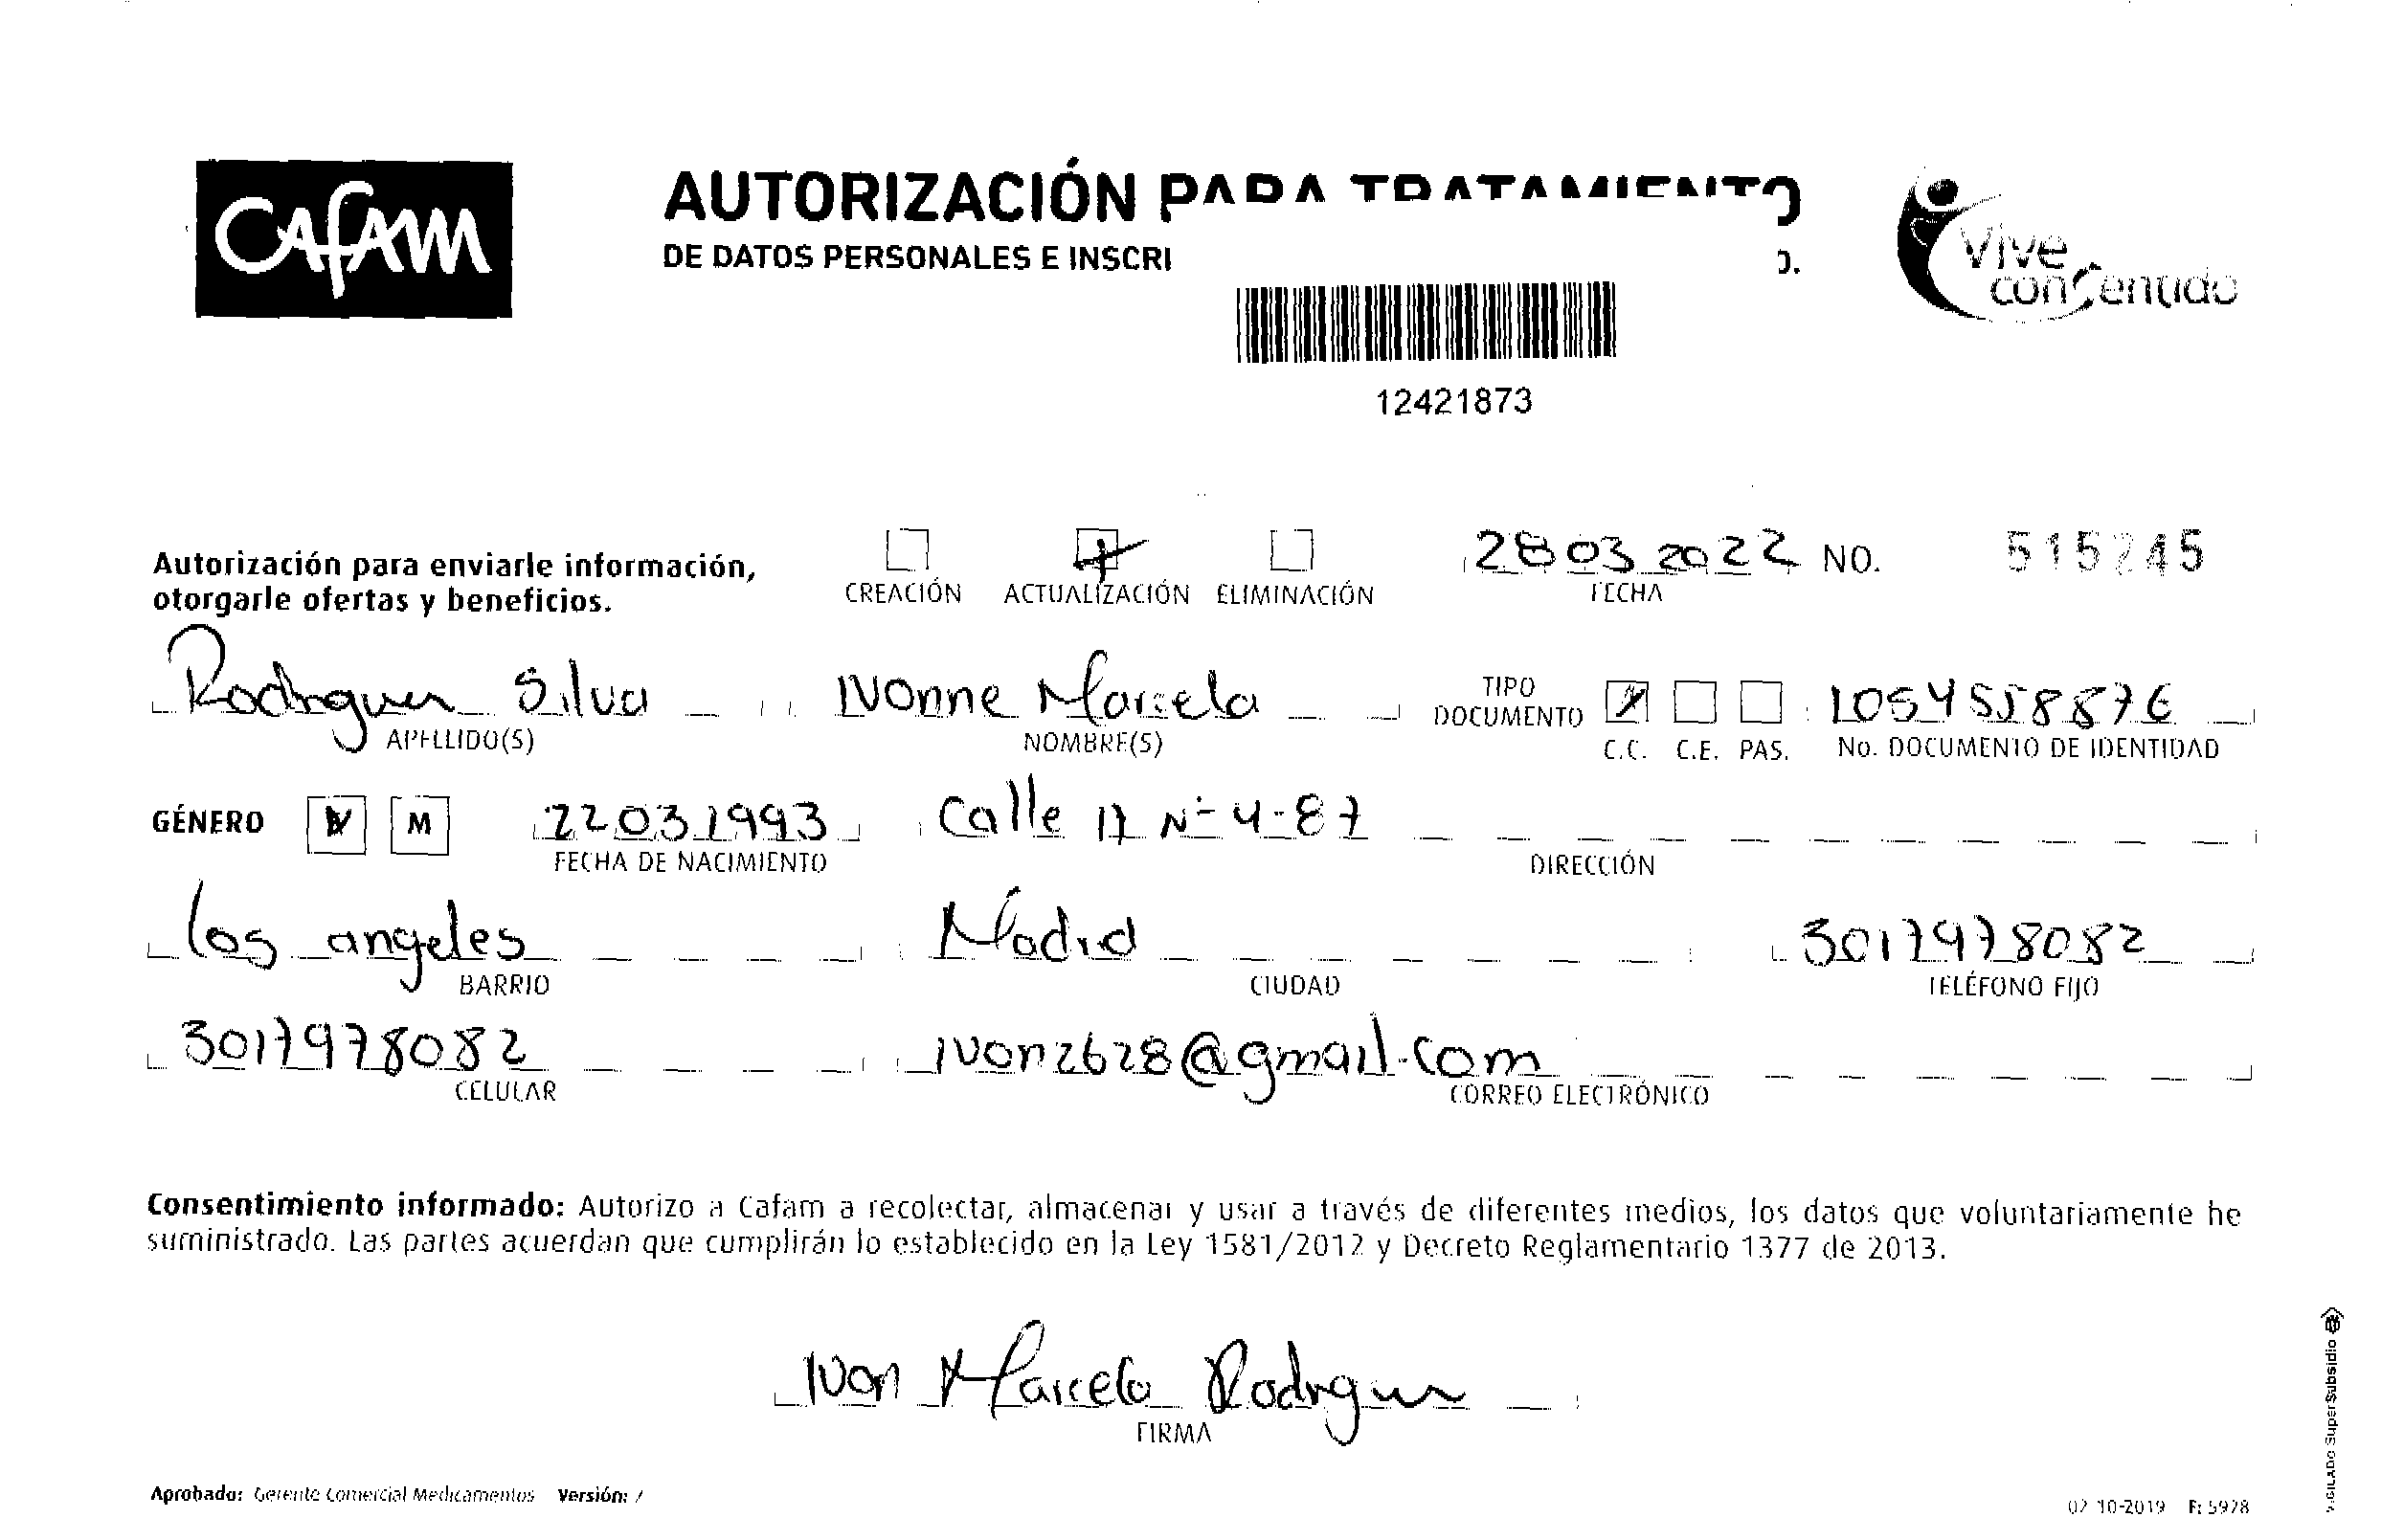 Cafam
AUTORIZACIÓN PARA TRATAMIENTO
DE DATOS PERSONALES E INSCRI
Vive conSentido
12421873
Autorización para enviarle información,
otorgarle ofertas y beneficios.
CREACIÓN ACTUALIZACIÓN ELIMINACIÓN
28 03 2022 NO. 515245
FECHA
Rodriguez Silva Ivonne Marcela TIPO DOCUMENTO 1054558876
APELLIDO(S) NOMBRE(S) C.C. C.E. PAS. No. DOCUMENTO DE IDENTIDAD
GÉNERO M 22031993 Calle 17 Nº 4-87
FECHA DE NACIMIENTO DIRECCIÓN
los angeles Madrid 3017978082
BARRIO CIUDAD TELÉFONO FIJO
3017978082 ivon2628@gmail.com
CELULAR CORREO ELECTRÓNICO
Consentimiento informado: Autorizo a Cafam a recolectar, almacenar y usar a través de diferentes medios, los datos que voluntariamente he
suministrado. Las partes acuerdan que cumplirán lo establecido en la Ley 1581/2012 y Decreto Reglamentario 1377 de 2013.
Ivon Marcela Rodriguez
FIRMA
Aprobado: Gerente Comercial Medicamentos Versión:
02-10-2019 F: 5928
VIGILADO SuperSubsidio